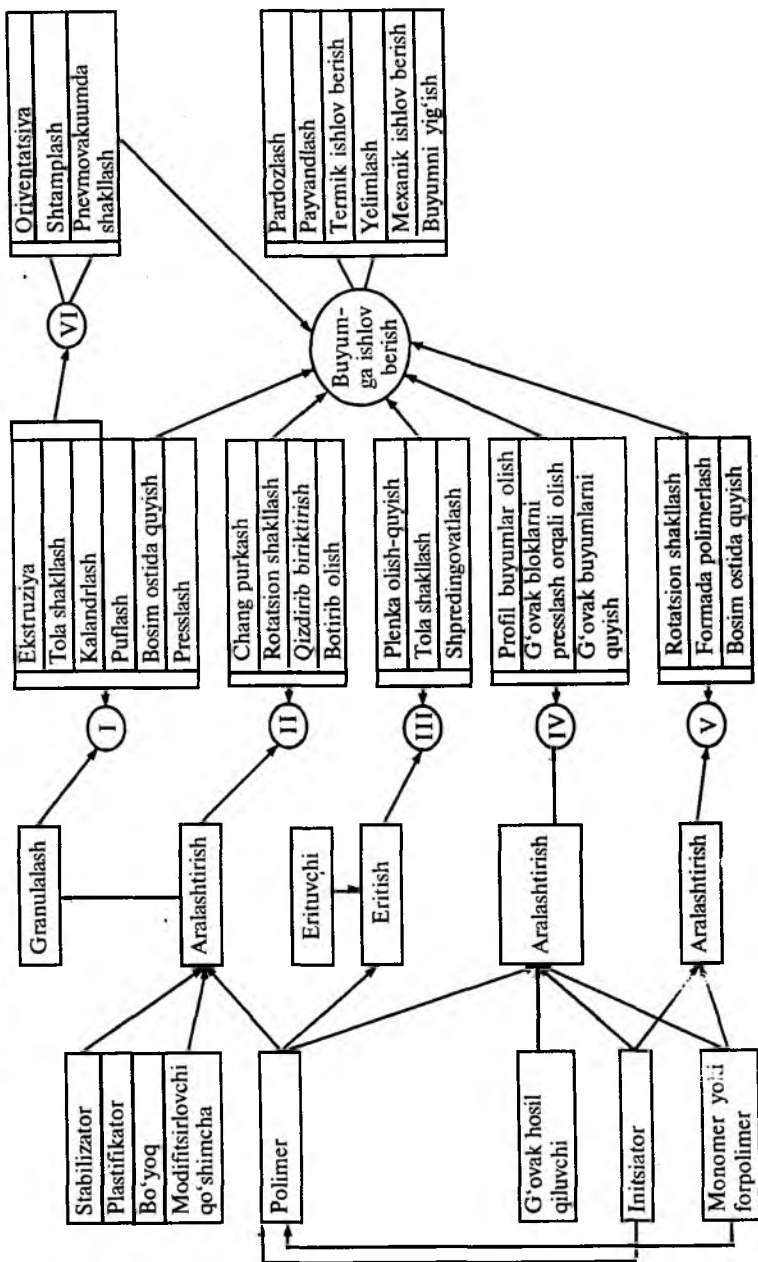 Stabilizator
Plastifikator
Bo‘yoq
Modifitsirlovchi
qo‘shimcha
Polimer
G‘ovak hosil
qiluvchi
Initsiator
Monomer yoki
forpolimer
Granulalash
Aralashtirish
Erituvchi
Eritish
Aralashtirish
Aralashtirish
I
II
III
IV
V
Ekstruziya
Tola shakllash
Kalandrlash
Puflash
Bosim ostida quyish
Presslash
Chang purkash
Rotatsion shakllash
Qizdirib biriktirish
Botirib olish
Plenka olish-quyish
Tola shakllash
Shpredingovatlash
Profil buyumlar olish
G‘ovak bloklarni
presslash orqali olish
G‘ovak buyumlarni
quyish
Rotatsion shakllash
Formada polimerlash
Bosim ostida quyish
VI
Buyum-
ga ishlov
berish
Oriyentatsiya
Shtamplash
Pnevmovakuumda
shakllash
Pardozlash
Payvandlash
Termik ishlov berish
Yelimlash
Mexanik ishlov berish
Buyumni yig‘ish